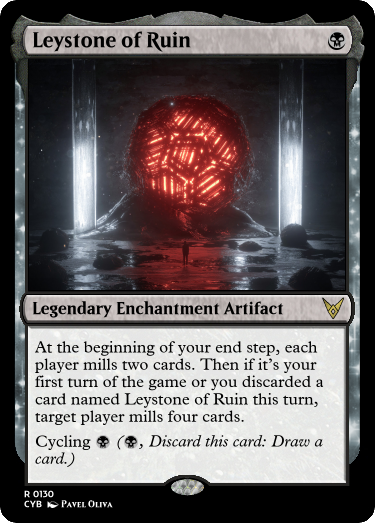 Leystone of Ruin
Legendary Enchantment Artifact
At the beginning of your end step, each
player mills two cards. Then if it's your
first turn of the game or you discarded a
card named Leystone of Ruin this turn,
target player mills four cards.
Cycling (, Discard this card: Draw a
card.)
R 0130
CYB PAVEL OLIVA